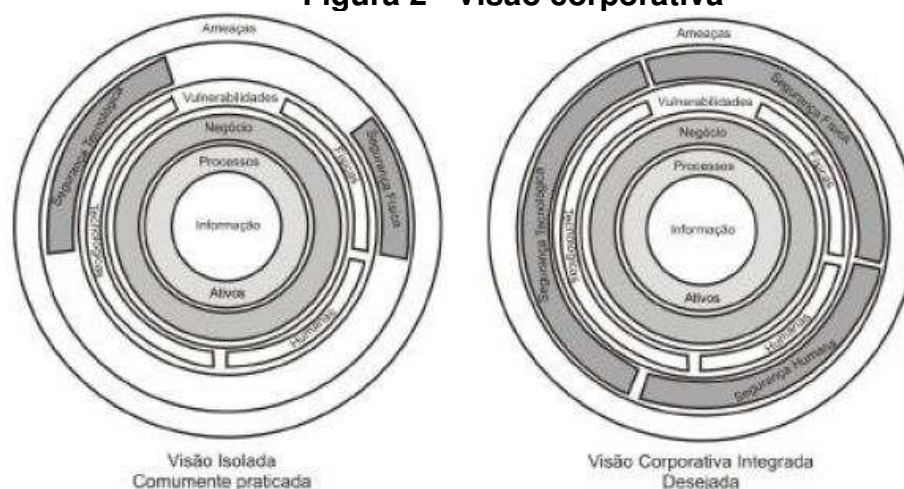 Figura 2 - Visão corporativa
Ameaças
Segurança Tecnológica
Vulnerabilidades
Segurança Física
Negócio
Físicas
Processos
Tecnológicas
Informação
Ativos
Humanas
Visão Isolada
Comumente praticada
Ameaças
Segurança Física
Vulnerabilidades
Negócio
Físicas
Segurança Tecnológica
Processos
Tecnológicas
Informação
Ativos
Humanas
Segurança Humana
Visão Corporativa Integrada
Desejada